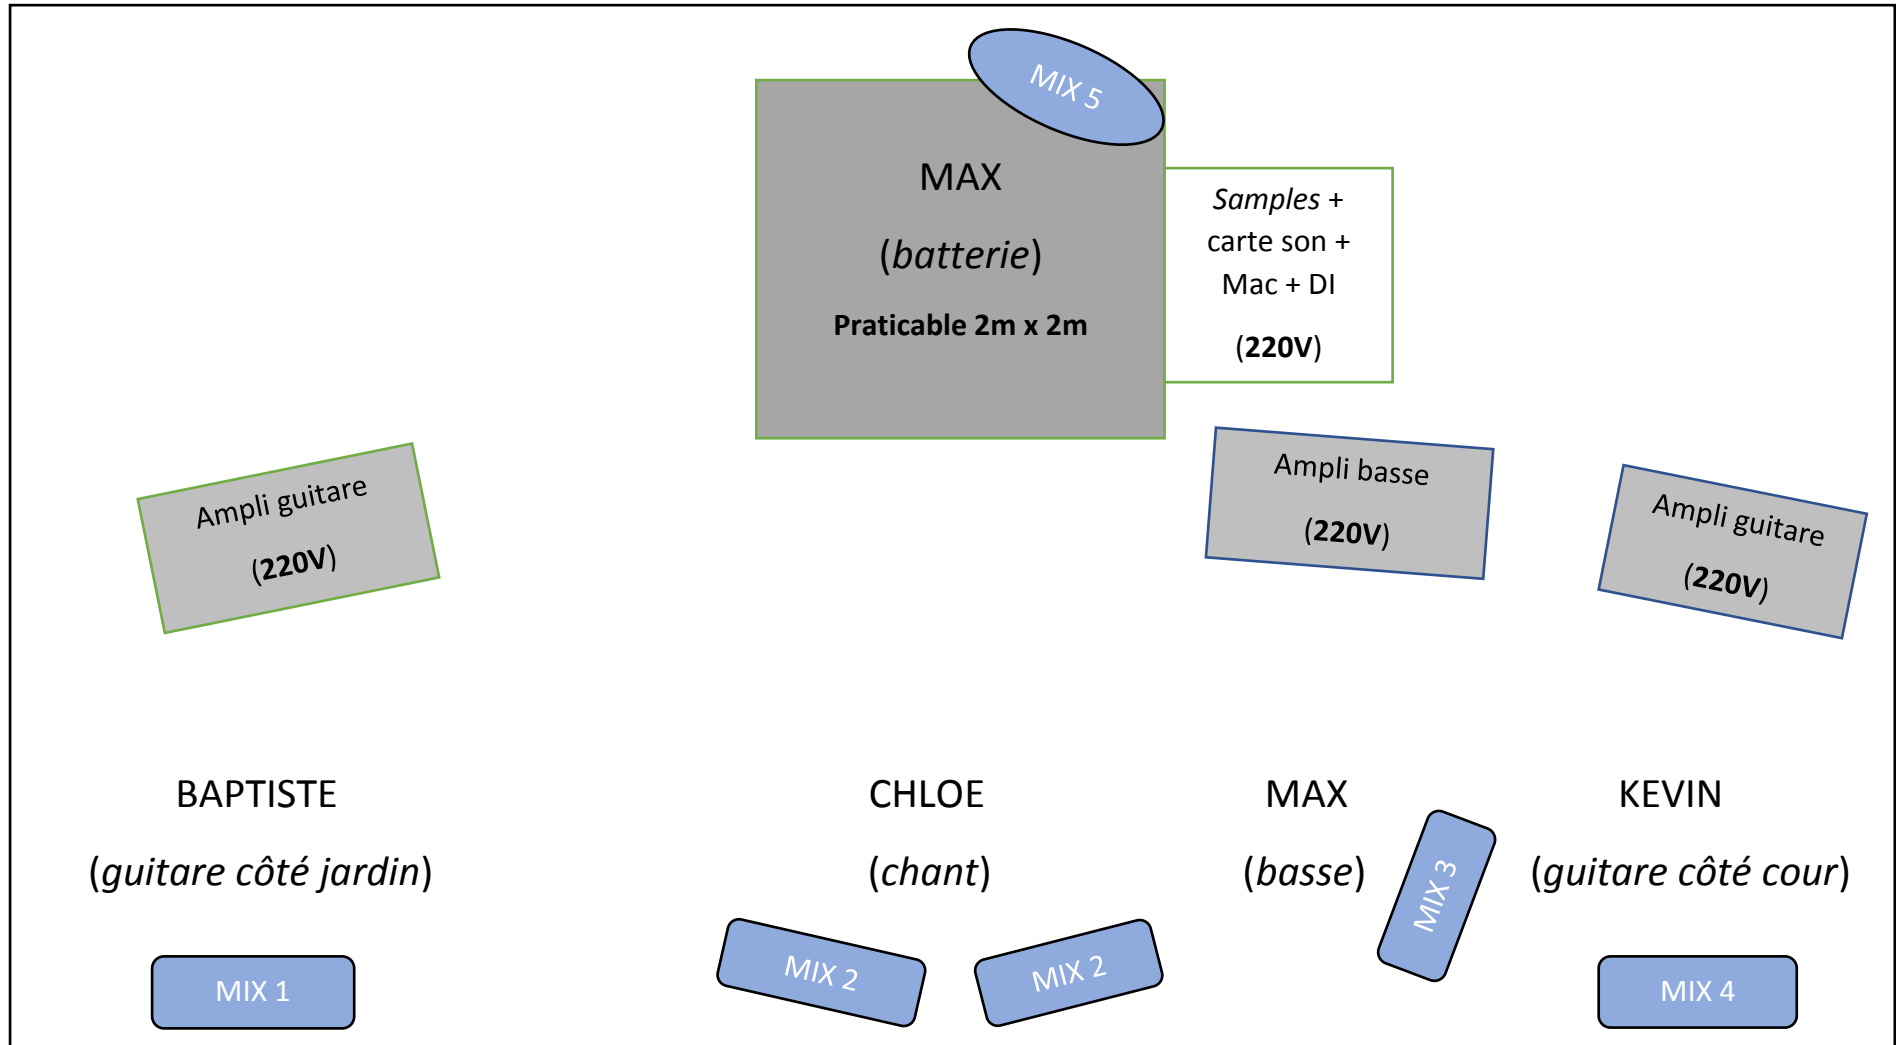 MIX 5
MAX
(batterie)
Praticable 2m x 2m
Samples +
carte son +
Mac + DI
(220V)
Ampli guitare
(220V)
Ampli basse
(220V)
Ampli guitare
(220V)
BAPTISTE
(guitare côté jardin)
CHLOE
(chant)
MAX
(basse)
KEVIN
(guitare côté cour)
MIX 1
MIX 2
MIX 2
MIX 3
MIX 4